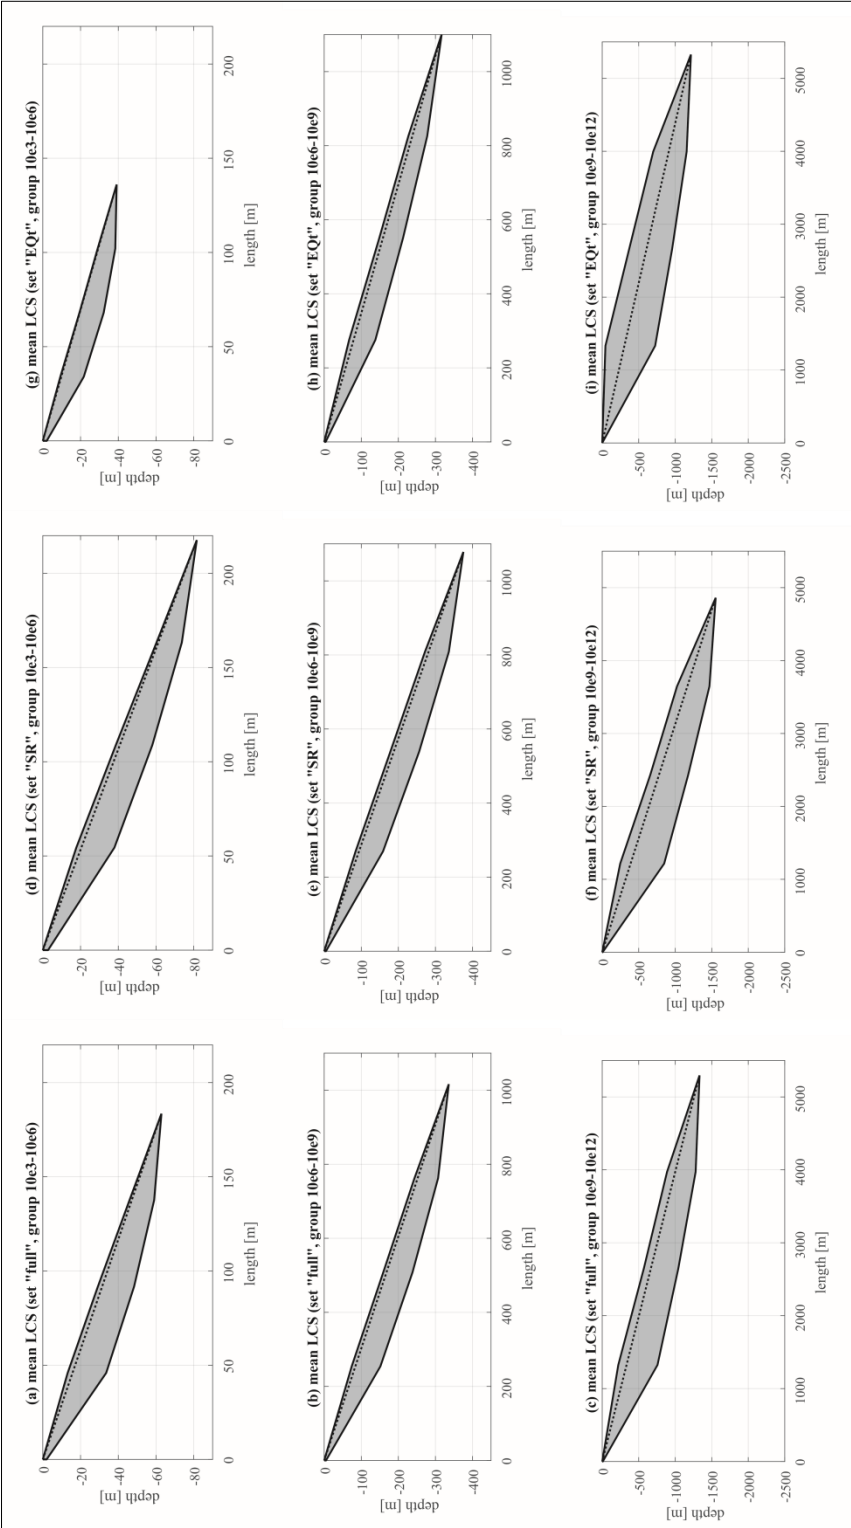 (a) mean LCS (set "full", group 10e3-10e6)
0
-20
-40
-60
-80
depth [m]
0 50 100 150 200
length [m]
(d) mean LCS (set "SR", group 10e3-10e6)
0
-20
-40
-60
-80
depth [m]
0 50 100 150 200
length [m]
(g) mean LCS (set "EQt", group 10e3-10e6)
0
-20
-40
-60
-80
depth [m]
0 50 100 150 200
length [m]
(b) mean LCS (set "full", group 10e6-10e9)
0
-100
-200
-300
-400
depth [m]
0 200 400 600 800 1000
length [m]
(e) mean LCS (set "SR", group 10e6-10e9)
0
-100
-200
-300
-400
depth [m]
0 200 400 600 800 1000
length [m]
(h) mean LCS (set "EQt", group 10e6-10e9)
0
-100
-200
-300
-400
depth [m]
0 200 400 600 800 1000
length [m]
(c) mean LCS (set "full", group 10e9-10e12)
0
-500
-1000
-1500
-2000
-2500
depth [m]
0 1000 2000 3000 4000 5000
length [m]
(f) mean LCS (set "SR", group 10e9-10e12)
0
-500
-1000
-1500
-2000
-2500
depth [m]
0 1000 2000 3000 4000 5000
length [m]
(i) mean LCS (set "EQt", group 10e9-10e12)
0
-500
-1000
-1500
-2000
-2500
depth [m]
0 1000 2000 3000 4000 5000
length [m]